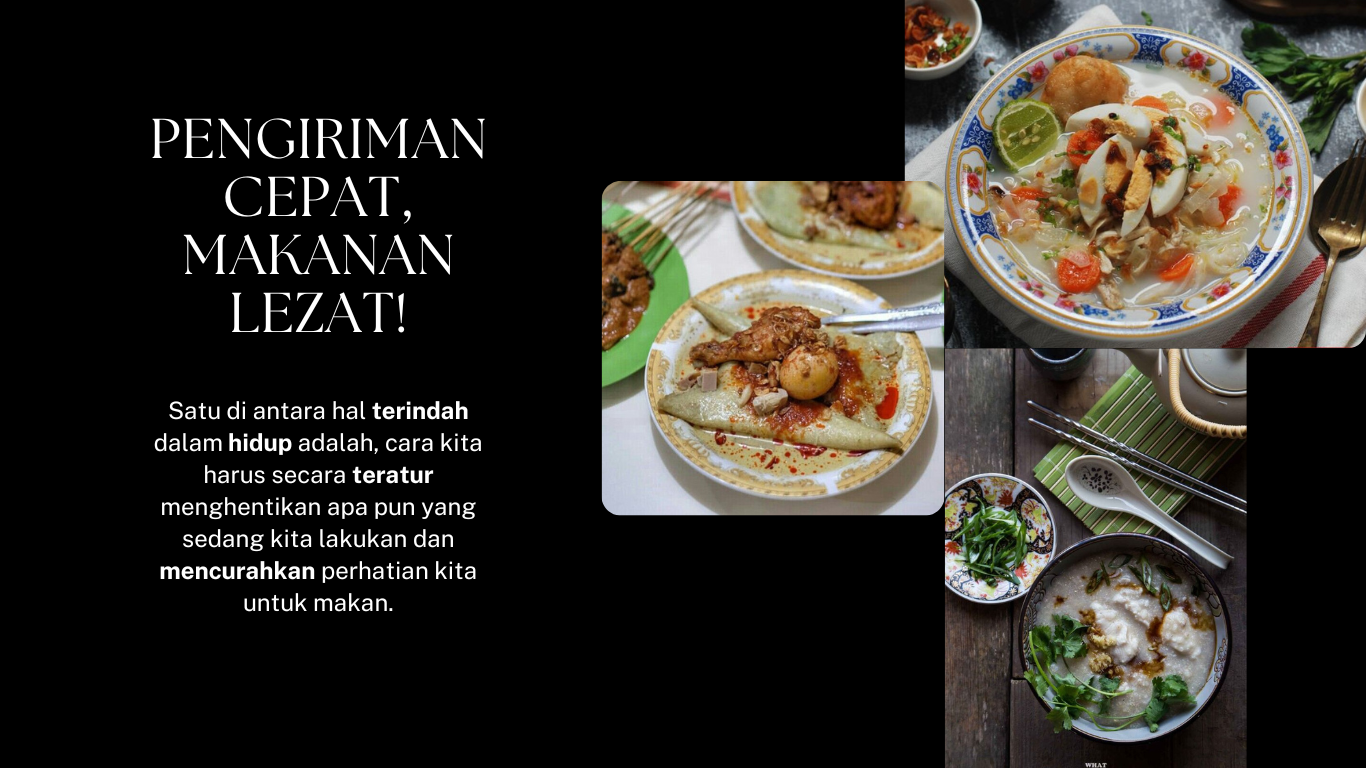 PENGIRIMAN
CEPAT,
MAKANAN
LEZAT!
Satu di antara hal terindah
dalam hidup adalah, cara kita
harus secara teratur
menghentikan apa pun yang
sedang kita lakukan dan
mencurahkan perhatian kita
untuk makan.
WHAT